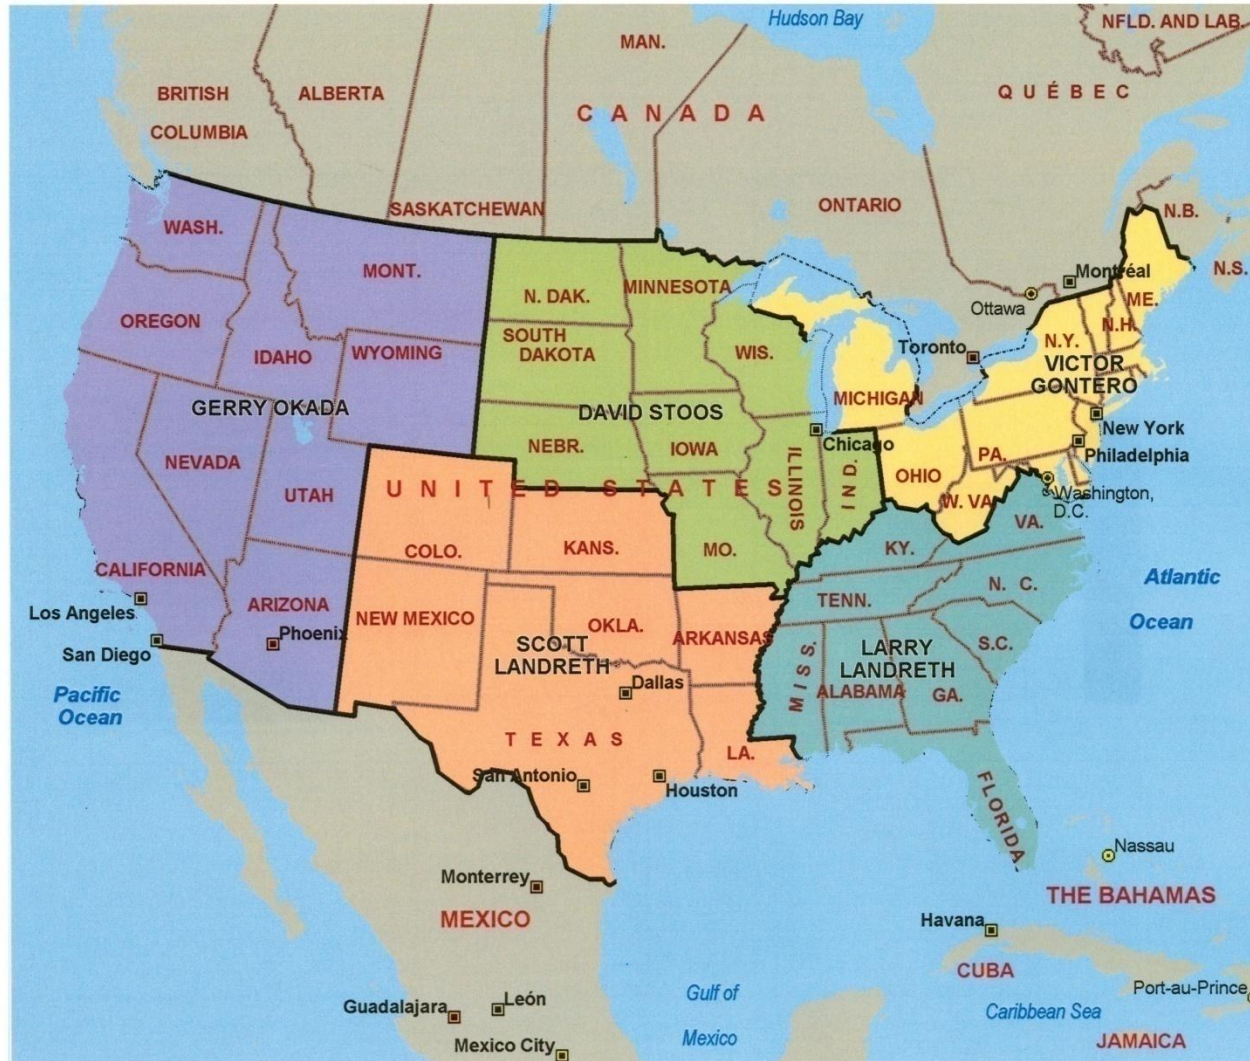 Hudson Bay
NFLD. AND LAB.
MAN.
BRITISH
COLUMBIA
ALBERTA
QUÉBEC
CANADA
SASKATCHEWAN
ONTARIO
N.B.
WASH.
N.S.
MONT.
Montréal
N. DAK.
MINNESOTA
Ottawa
ME.
OREGON
N.H.
SOUTH
DAKOTA
N.Y.
IDAHO
WYOMING
WIS.
Toronto
VICTOR
GONTERO
MICHIGAN
GERRY OKADA
DAVID STOOS
New York
NEBR.
IOWA
Chicago
Philadelphia
NEVADA
ILLINOIS
IND.
OHIO
PA.
UTAH
UNITED STATES
W. VA
Washington,
D.C.
VA.
COLO.
KANS.
MO.
KY.
CALIFORNIA
Atlantic
Ocean
N. C.
Los Angeles
ARIZONA
NEW MEXICO
OKLA.
TENN.
ARKANSAS
Phoenix
SCOTT
LANDRETH
LARRY
LANDRETH
S.C.
San Diego
MISS.
Dallas
ALABAMA
GA.
Pacific
Ocean
TEXAS
LA.
San Antonio
Houston
FLORIDA
Nassau
Monterrey
THE BAHAMAS
MEXICO
Havana
CUBA
Port-au-Prince
Guadalajara
León
Gulf of
Mexico
Caribbean Sea
Mexico City
JAMAICA